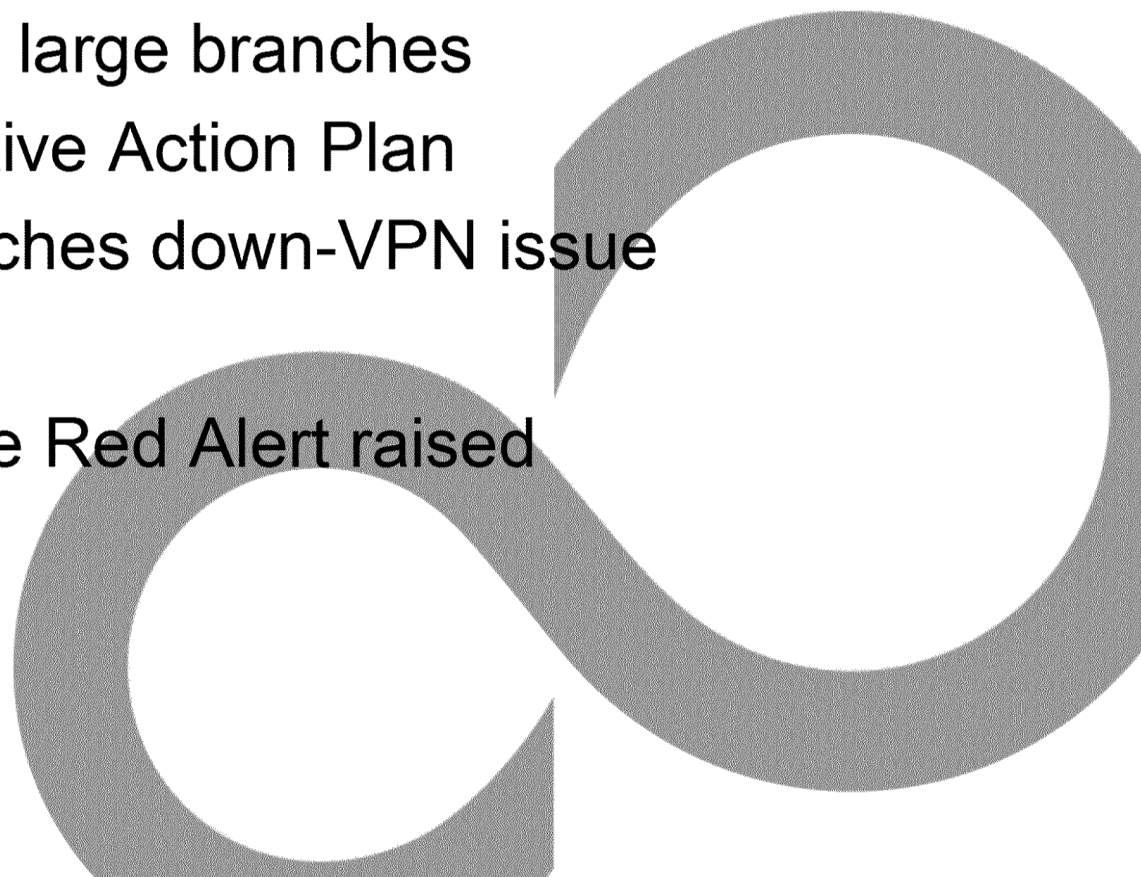 large branches
ive Action Plan
ches down-VPN issue
e Red Alert raised